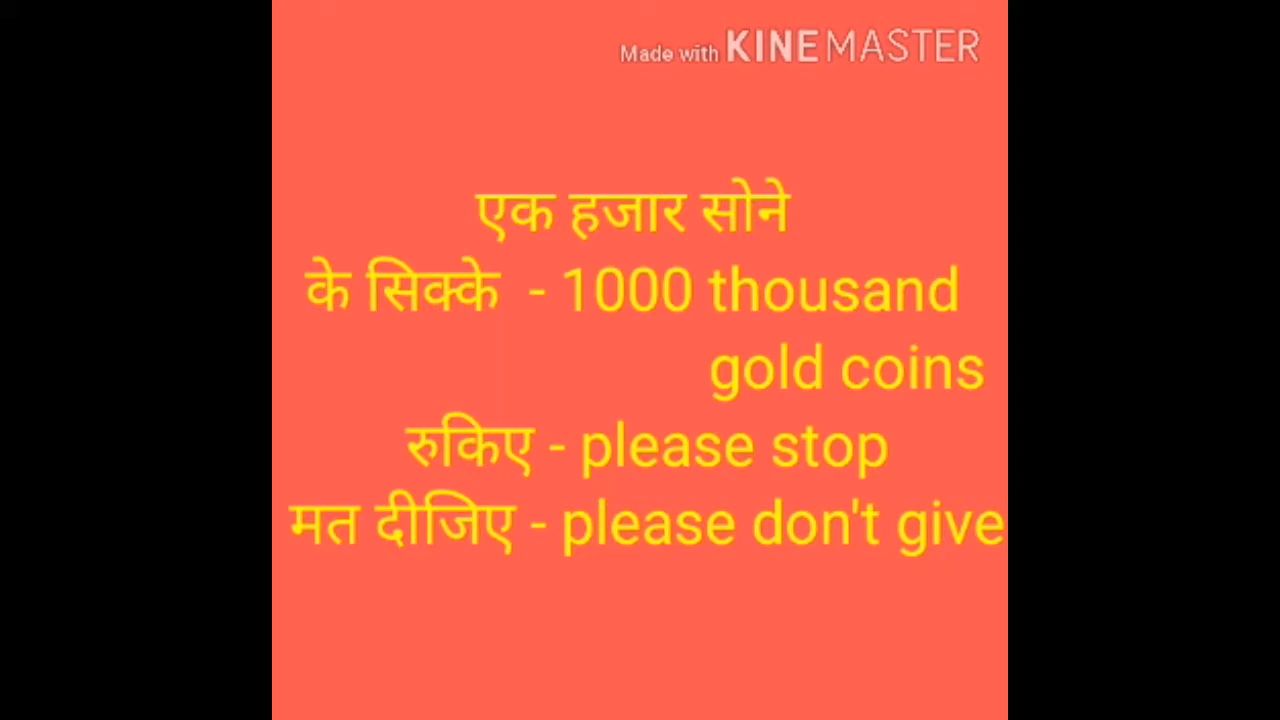 Made with KINEMASTER
एक हजार सोने
के सिक्के - 1000 thousand
gold coins
रुकिए - please stop
मत दीजिए - please don't give